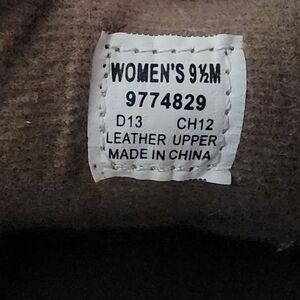 WOMEN'S 9½M
9774829
D13 CH12
LEATHER UPPER
MADE IN CHINA